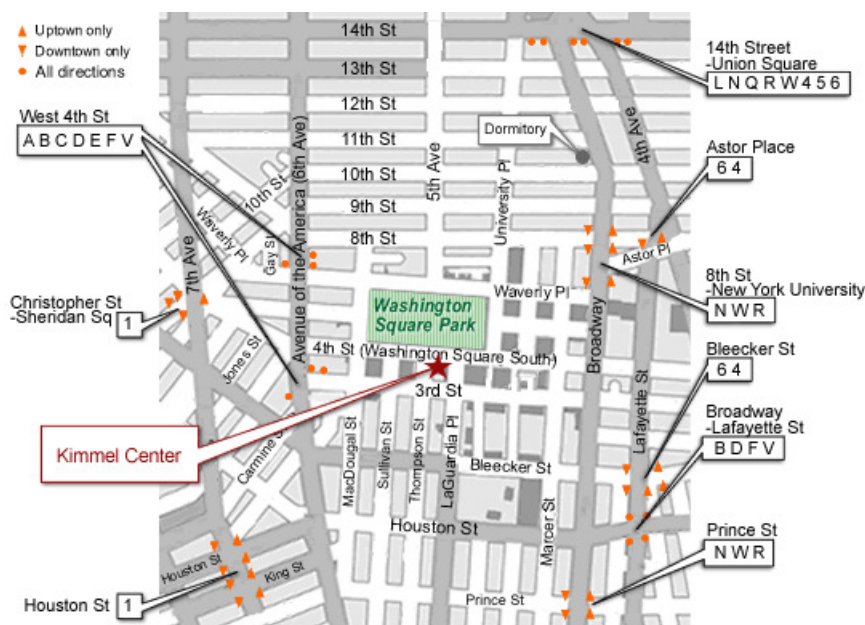 Uptown only
Downtown only
All directions
14th St
13th St
12th St
11th St
10th St
9th St
8th St
West 4th St
A B C D E F V
Christopher St
-Sheridan Sq
1
Kimmel Center
Houston St
1
14th Street
-Union Square
L N Q R W 4 5 6
Astor Place
6 4
8th St
-New York University
N W R
Bleecker St
6 4
Broadway
-Lafayette St
B D F V
Prince St
N W R
Dormitory
4th Ave
5th Ave
University Pl
10th St
Waverly Pl
Gay St
7th Ave
Avenue of the America (6th Ave)
Astor Pl
Waverly Pl
Broadway
Washington
Square Park
4th St (Washington Square South)
3rd St
Jone's St
Carmine St
MacDougal St
Sullivan St
Thompson St
LaGuardia Pl
Bleecker St
Lafayette St
Marcer St
Houston St
Houston St
King St
Prince St